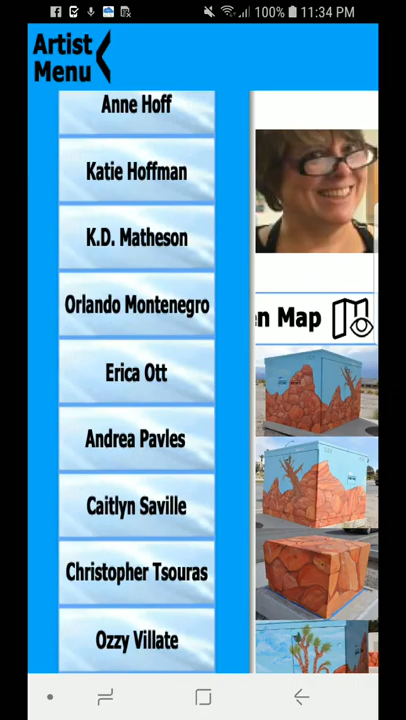 100% 11:34 PM
Artist
Menu
Anne Hoff
Katie Hoffman
K.D. Matheson
Orlando Montenegro
n Map
Erica Ott
Andrea Pavles
Caitlyn Saville
Christopher Tsouras
Ozzy Villate